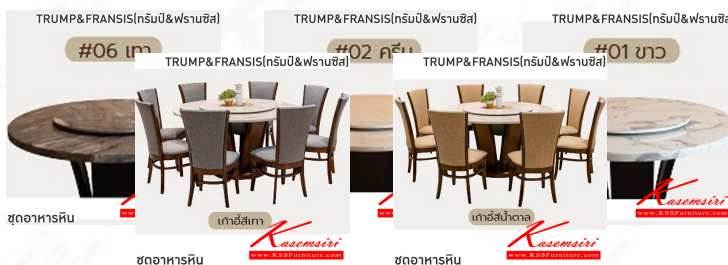 TRUMP&FRANSIS(ทรัมป์&ฟรานซิส)
TRUMP&FRANSIS(ทรัมป์&ฟรานซิส)
TRUMP&FRANSIS(ทรัมป์&ฟรานซิส
#06 เทา
#02 ครีม
#01 ขาว
TRUMP&FRANSIS(ทรัมป์&ฟรานซิส)
TRUMP&FRANSIS(ทรัมป์&ฟรานซิส)
เก้าอี้สีเทา
เก้าอี้สีน้ำตาล
ชุดอาหารหิน
Kasemsiri
www.KSSFurniture.com
Kasemsiri
www.KSSFurniture.com
Kasemsiri
www.KSSFurniture.com
ชุดอาหารหิน
ชุดอาหารหิน